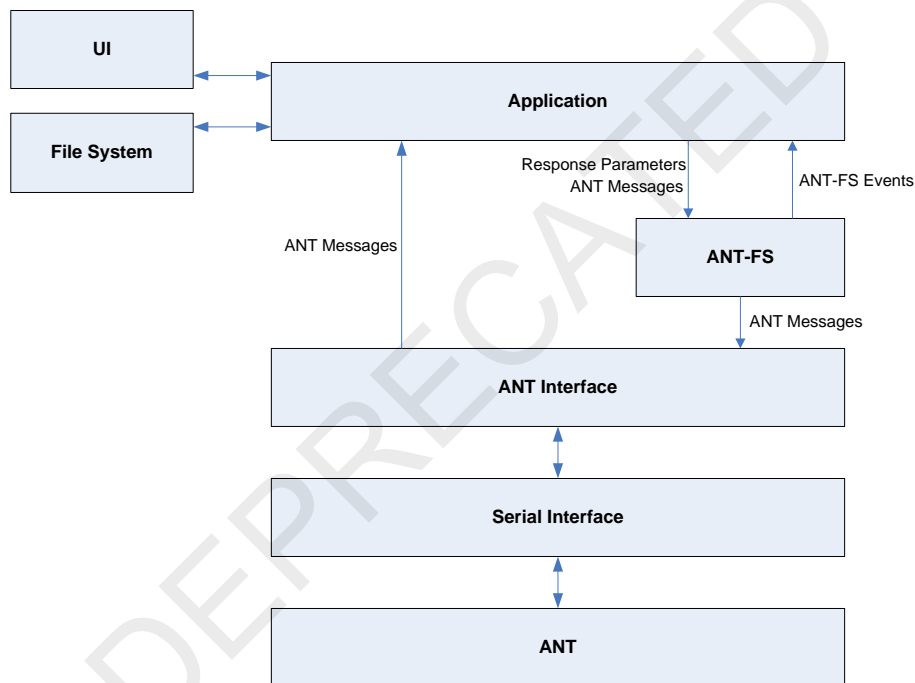 UI
Application
File System
Response Parameters
ANT Messages
ANT-FS Events
ANT Messages
ANT-FS
ANT Messages
ANT Interface
Serial Interface
ANT
DEPRECATED